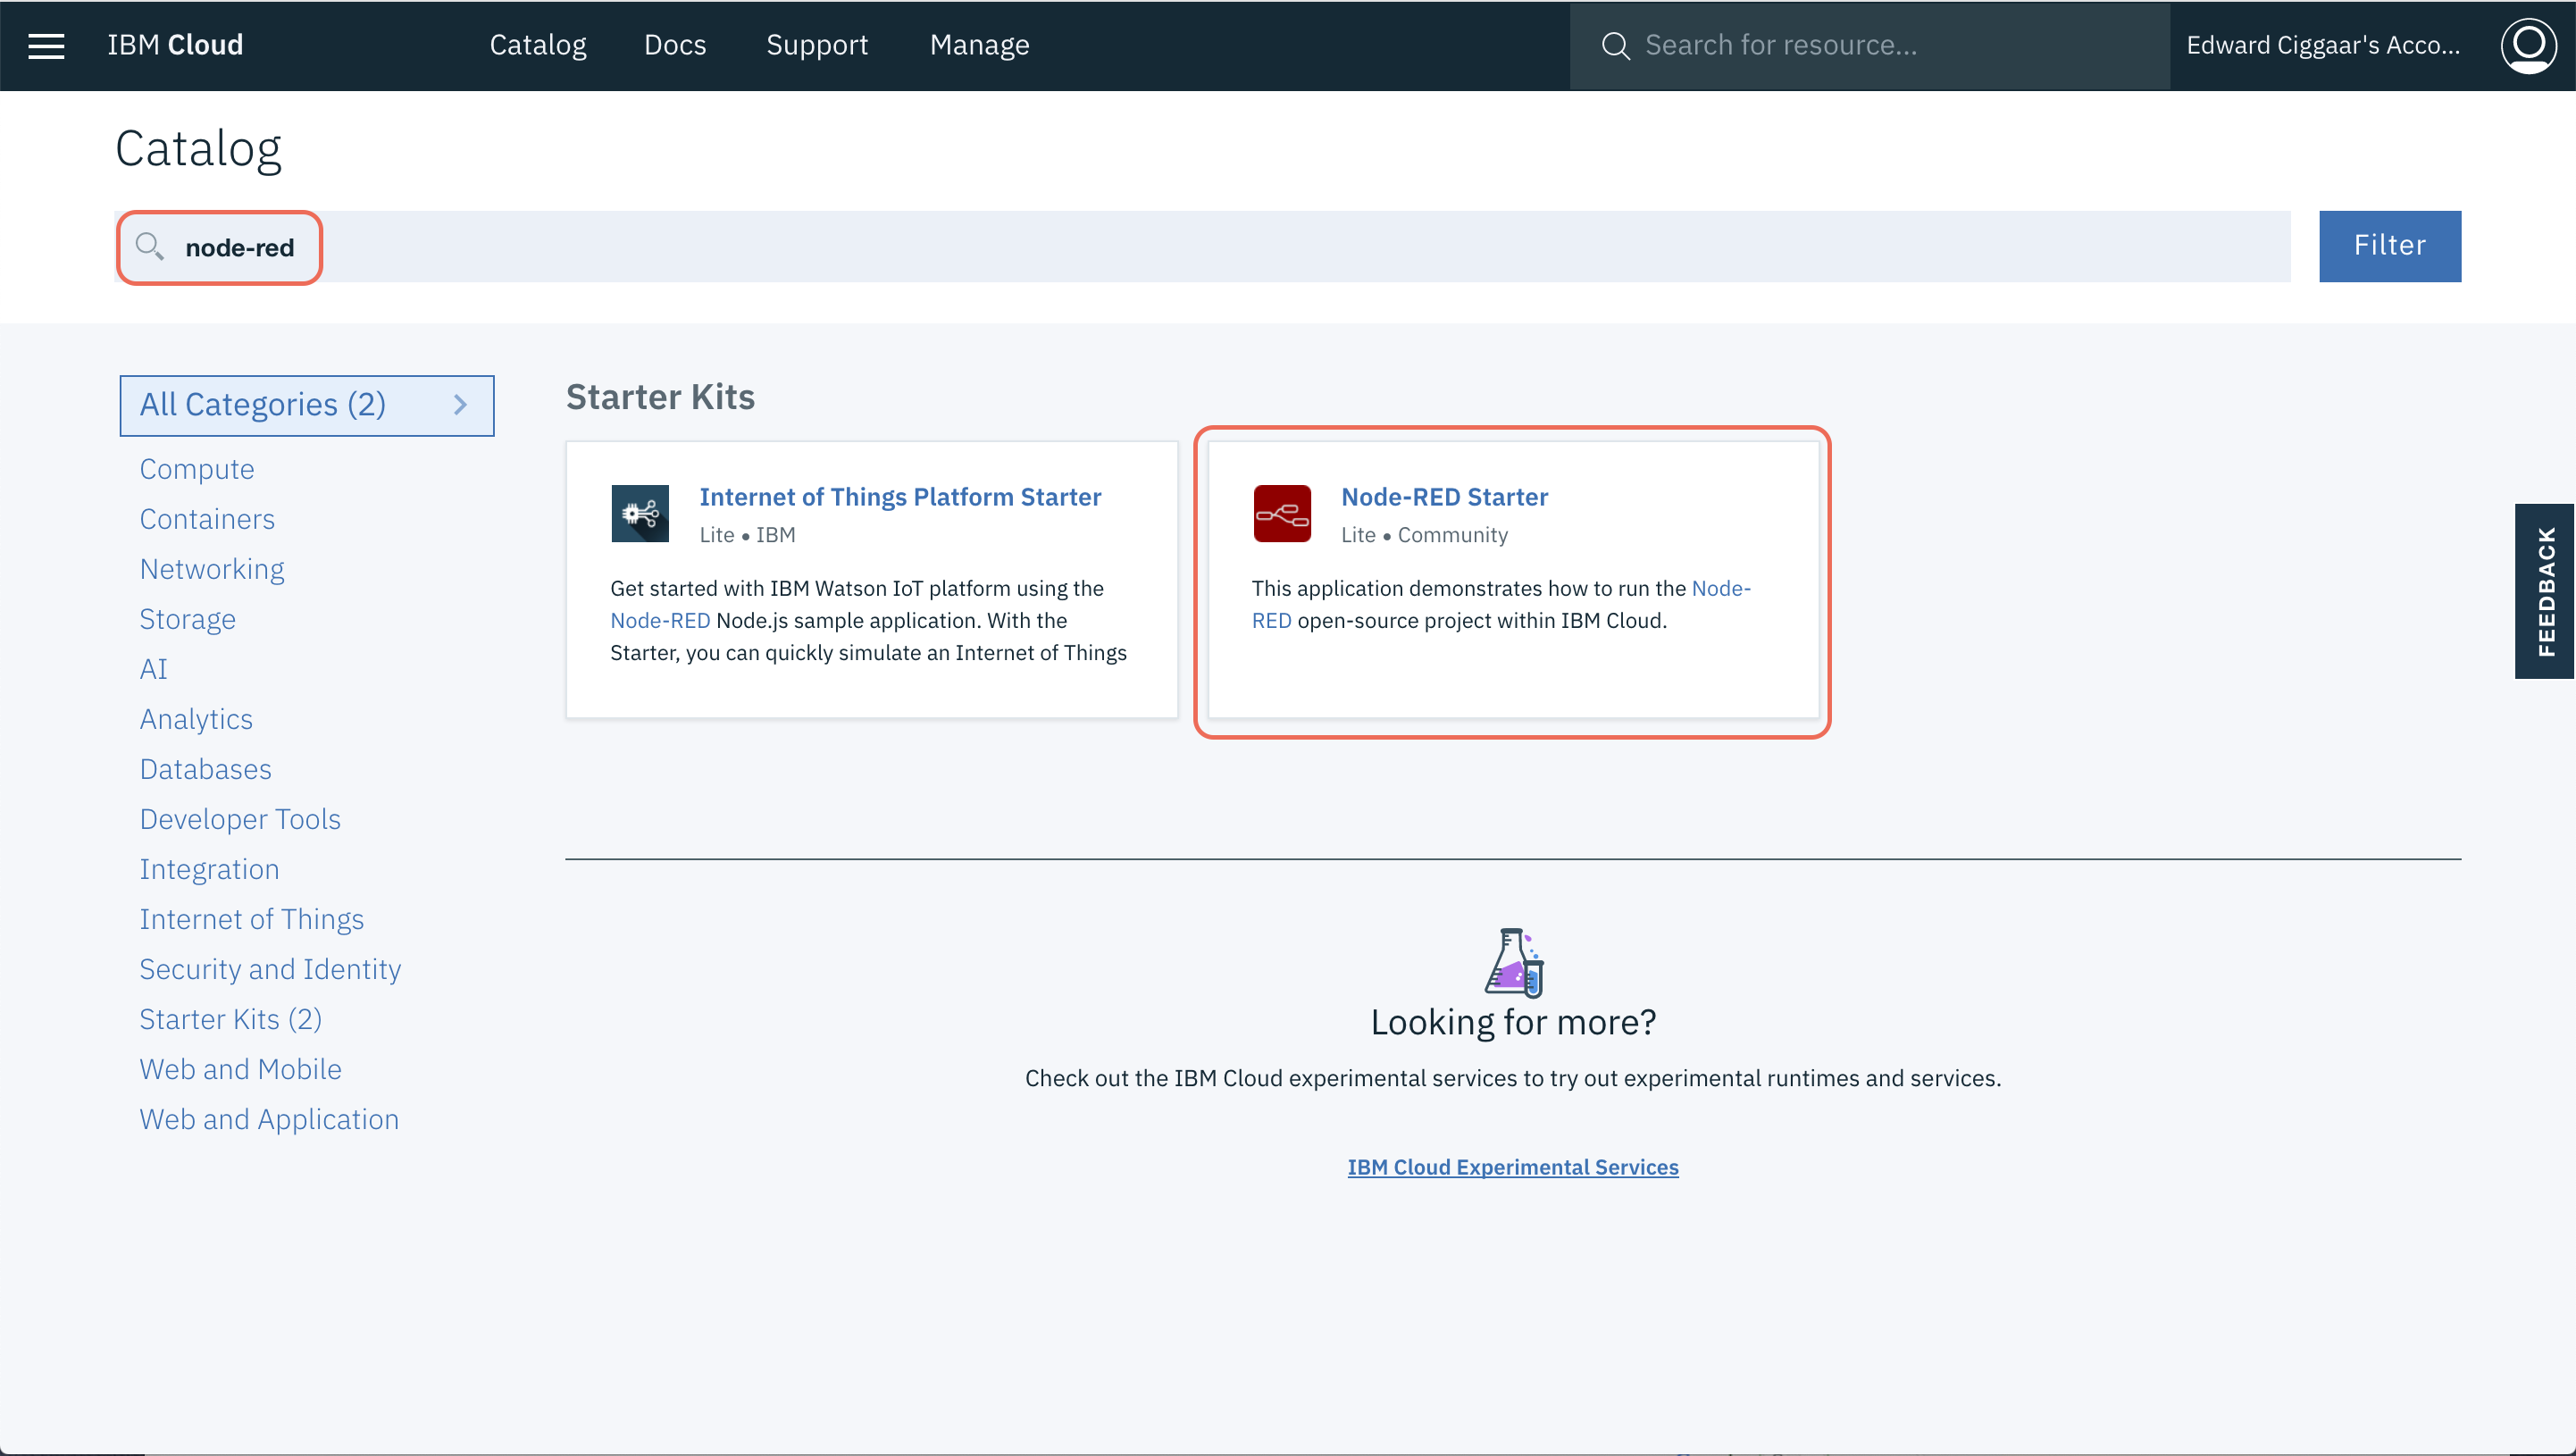 IBM Cloud
Catalog
Docs
Support
Manage
Search for resource...
Edward Ciggaar's Acco...
Catalog
node-red
Filter
All Categories (2)
Compute
Containers
Networking
Storage
AI
Analytics
Databases
Developer Tools
Integration
Internet of Things
Security and Identity
Starter Kits (2)
Web and Mobile
Web and Application
Starter Kits
Internet of Things Platform Starter
Lite • IBM
Get started with IBM Watson IoT platform using the
Node-RED Node.js sample application. With the
Starter, you can quickly simulate an Internet of Things
Node-RED Starter
Lite • Community
This application demonstrates how to run the Node-
RED open-source project within IBM Cloud.
FEEDBACK
Looking for more?
Check out the IBM Cloud experimental services to try out experimental runtimes and services.
IBM Cloud Experimental Services